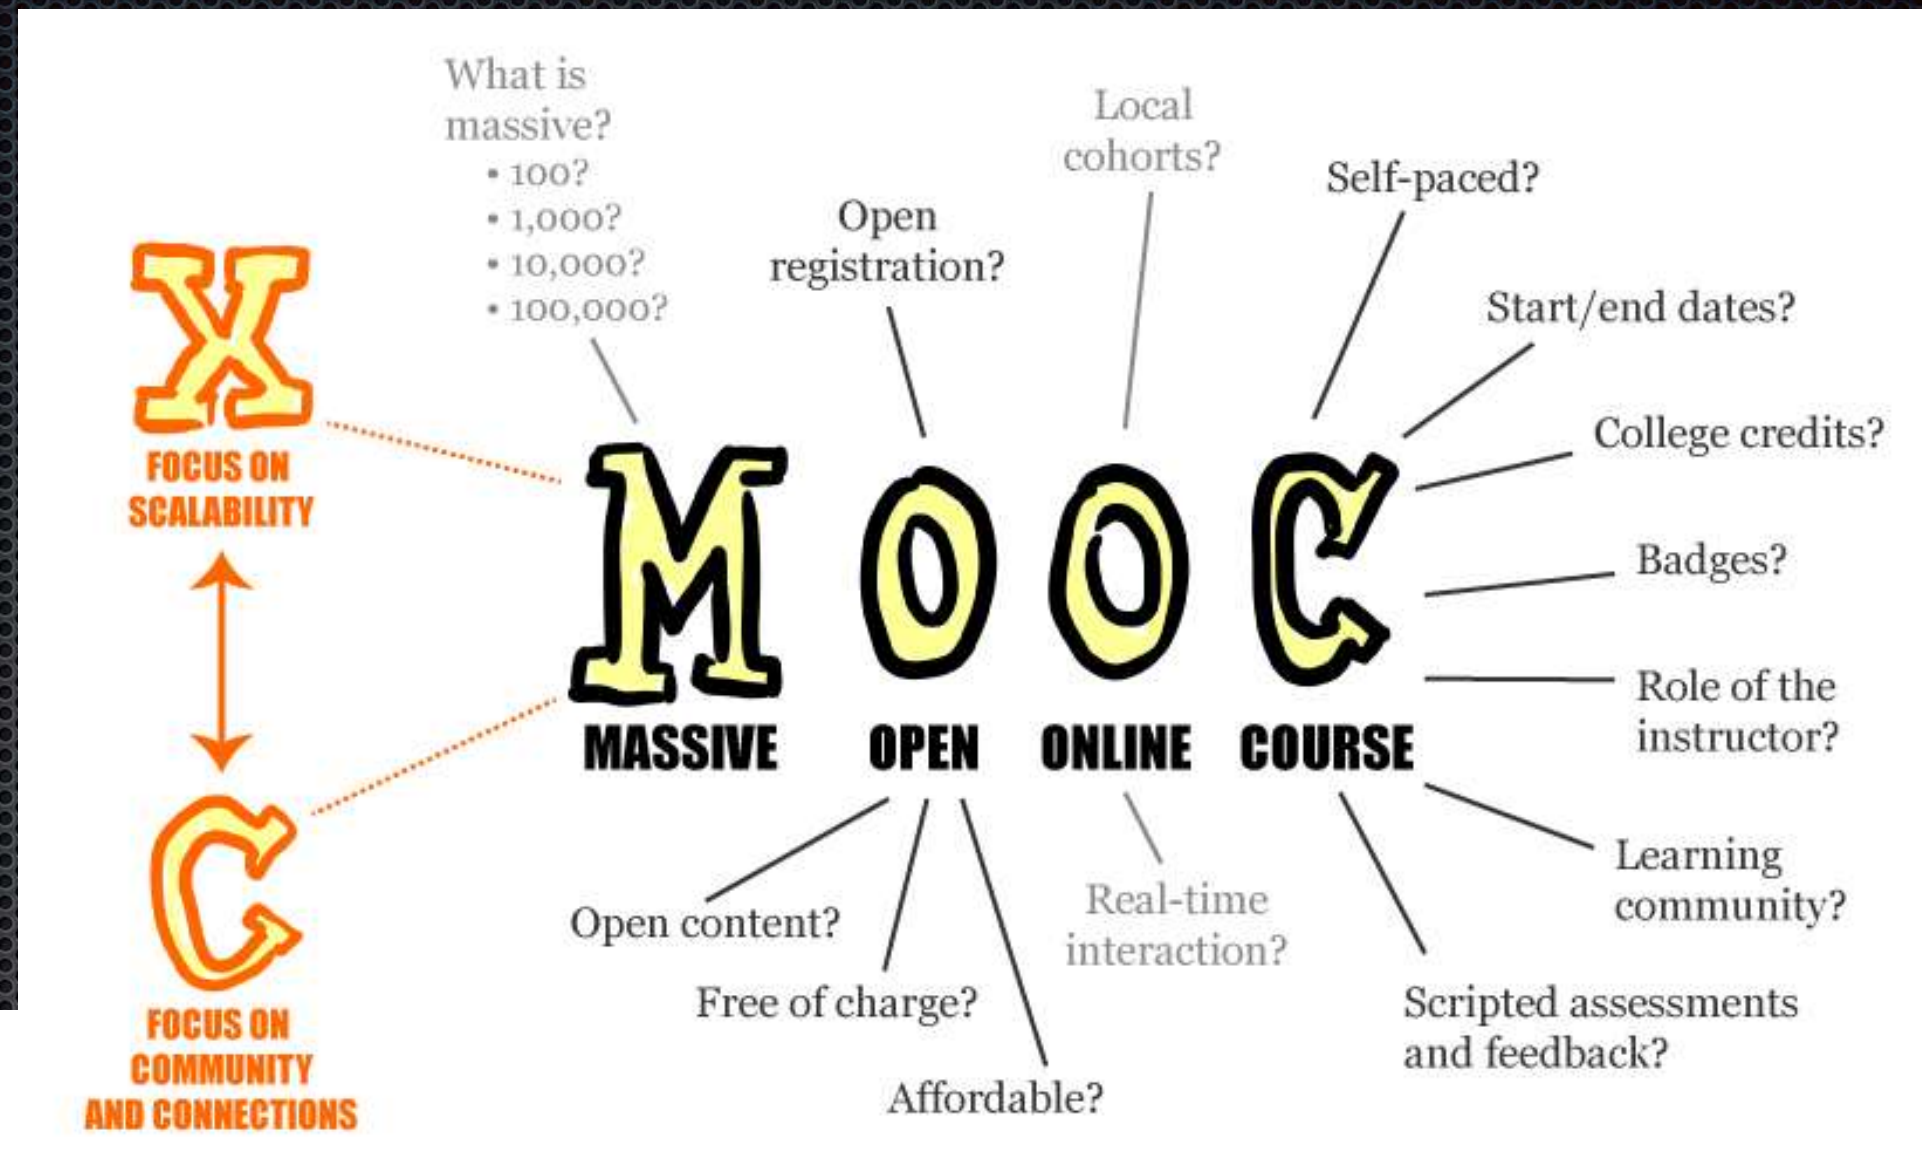 What is
massive?
• 100?
• 1,000?
• 10,000?
• 100,000?
Open
registration?
Local
cohorts?
Self-paced?
Start/end dates?
College credits?
Badges?
Role of the
instructor?
Learning
community?
Scripted assessments
and feedback?
X
FOCUS ON
SCALABILITY
C
FOCUS ON
COMMUNITY
AND CONNECTIONS
MOOC
MASSIVE OPEN ONLINE COURSE
Open content?
Free of charge?
Affordable?
Real-time
interaction?